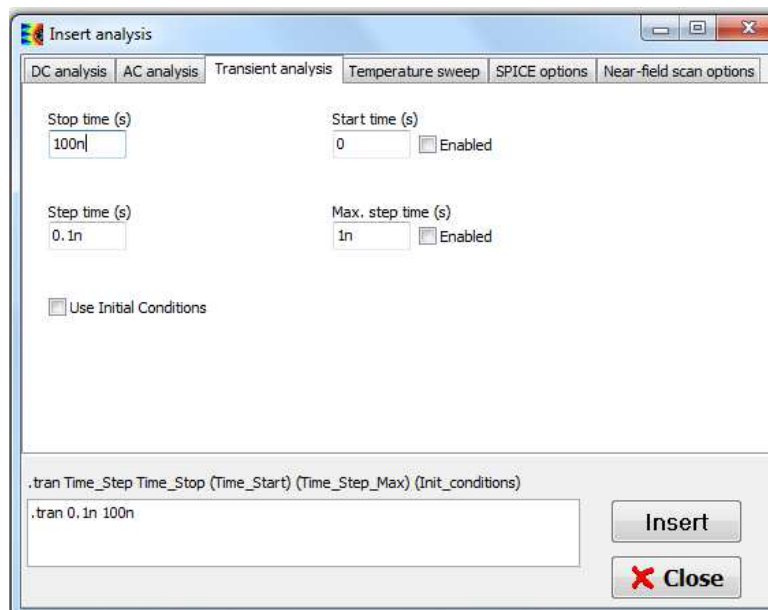 Insert analysis
DC analysis AC analysis Transient analysis Temperature sweep SPICE options Near-field scan options
Stop time (s) Start time (s)
100n 0 Enabled
Step time (s) Max. step time (s)
0.1n 1n Enabled
Use Initial Conditions
.tran Time_Step Time_Stop (Time_Start) (Time_Step_Max) (Init_conditions)
.tran 0.1n 100n
Insert
Close